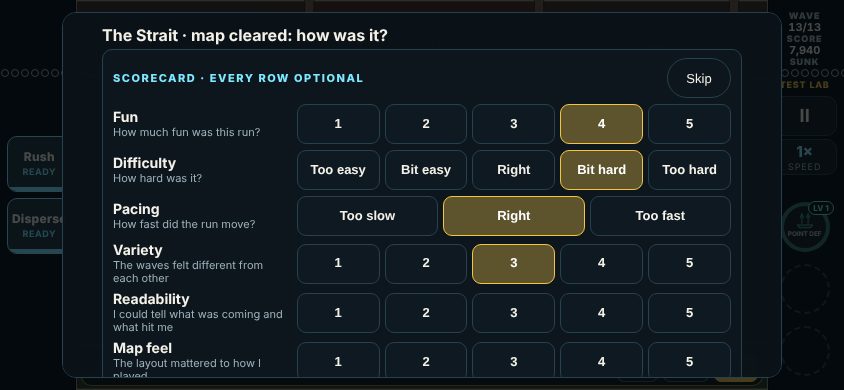 The Strait · map cleared: how was it?
SCORECARD · EVERY ROW OPTIONAL
Skip
Fun
How much fun was this run?
1 2 3 4 5
Difficulty
How hard was it?
Too easy Bit easy Right Bit hard Too hard
Pacing
How fast did the run move?
Too slow Right Too fast
Variety
The waves felt different from
each other
1 2 3 4 5
Readability
I could tell what was coming and
what hit me
1 2 3 4 5
Map feel
The layout mattered to how I
played
1 2 3 4 5
Rush
READY
Disperse
READY
WAVE
13/13
SCORE
7,940
SUNK
TEST LAB
1×
SPEED
LV 1
POINT DEF